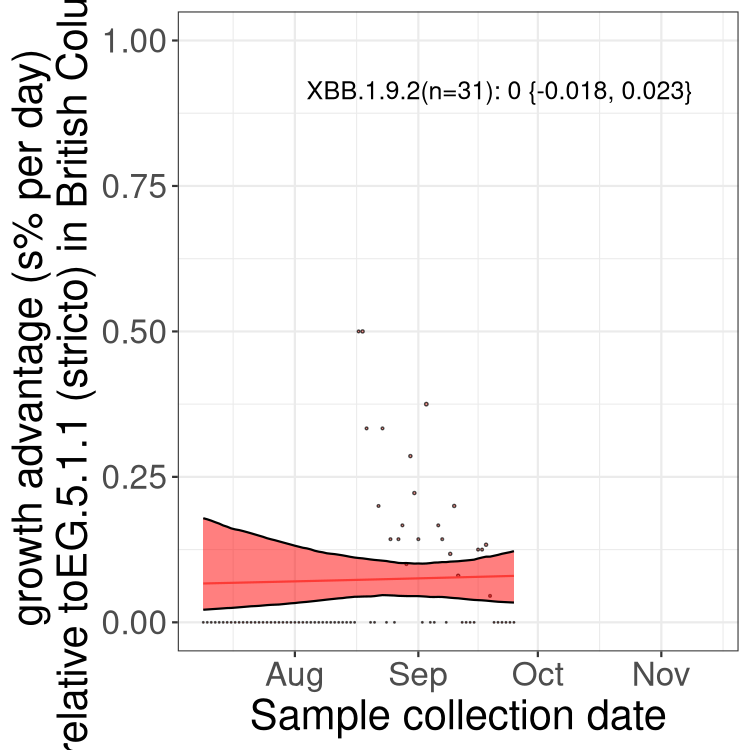 growth advantage (s% per day)
relative toEG.5.1.1 (stricto) in British Colu
1.00
0.75
0.50
0.25
0.00
XBB.1.9.2(n=31): 0 {-0.018, 0.023}
Aug Sep Oct Nov
Sample collection date